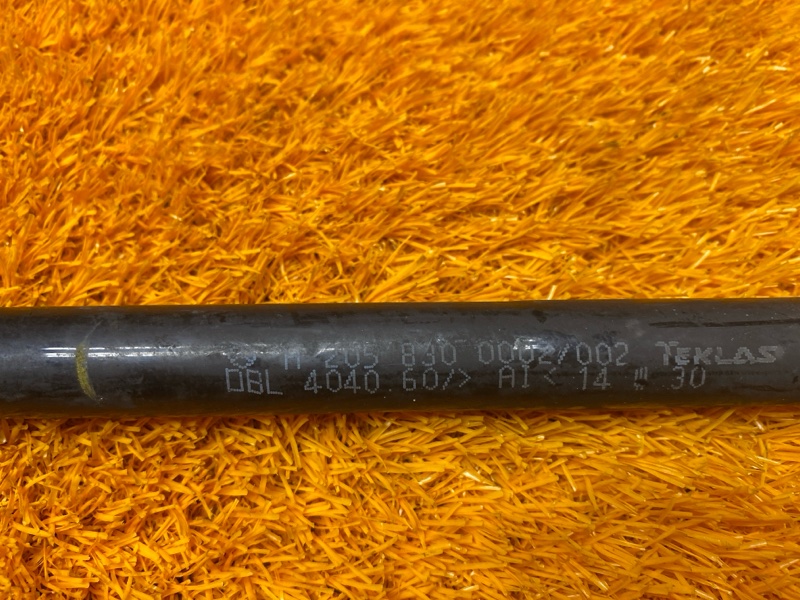 A 205 830 0002/002 TEKLAS
DBL 4040 60/> AI< 14 30